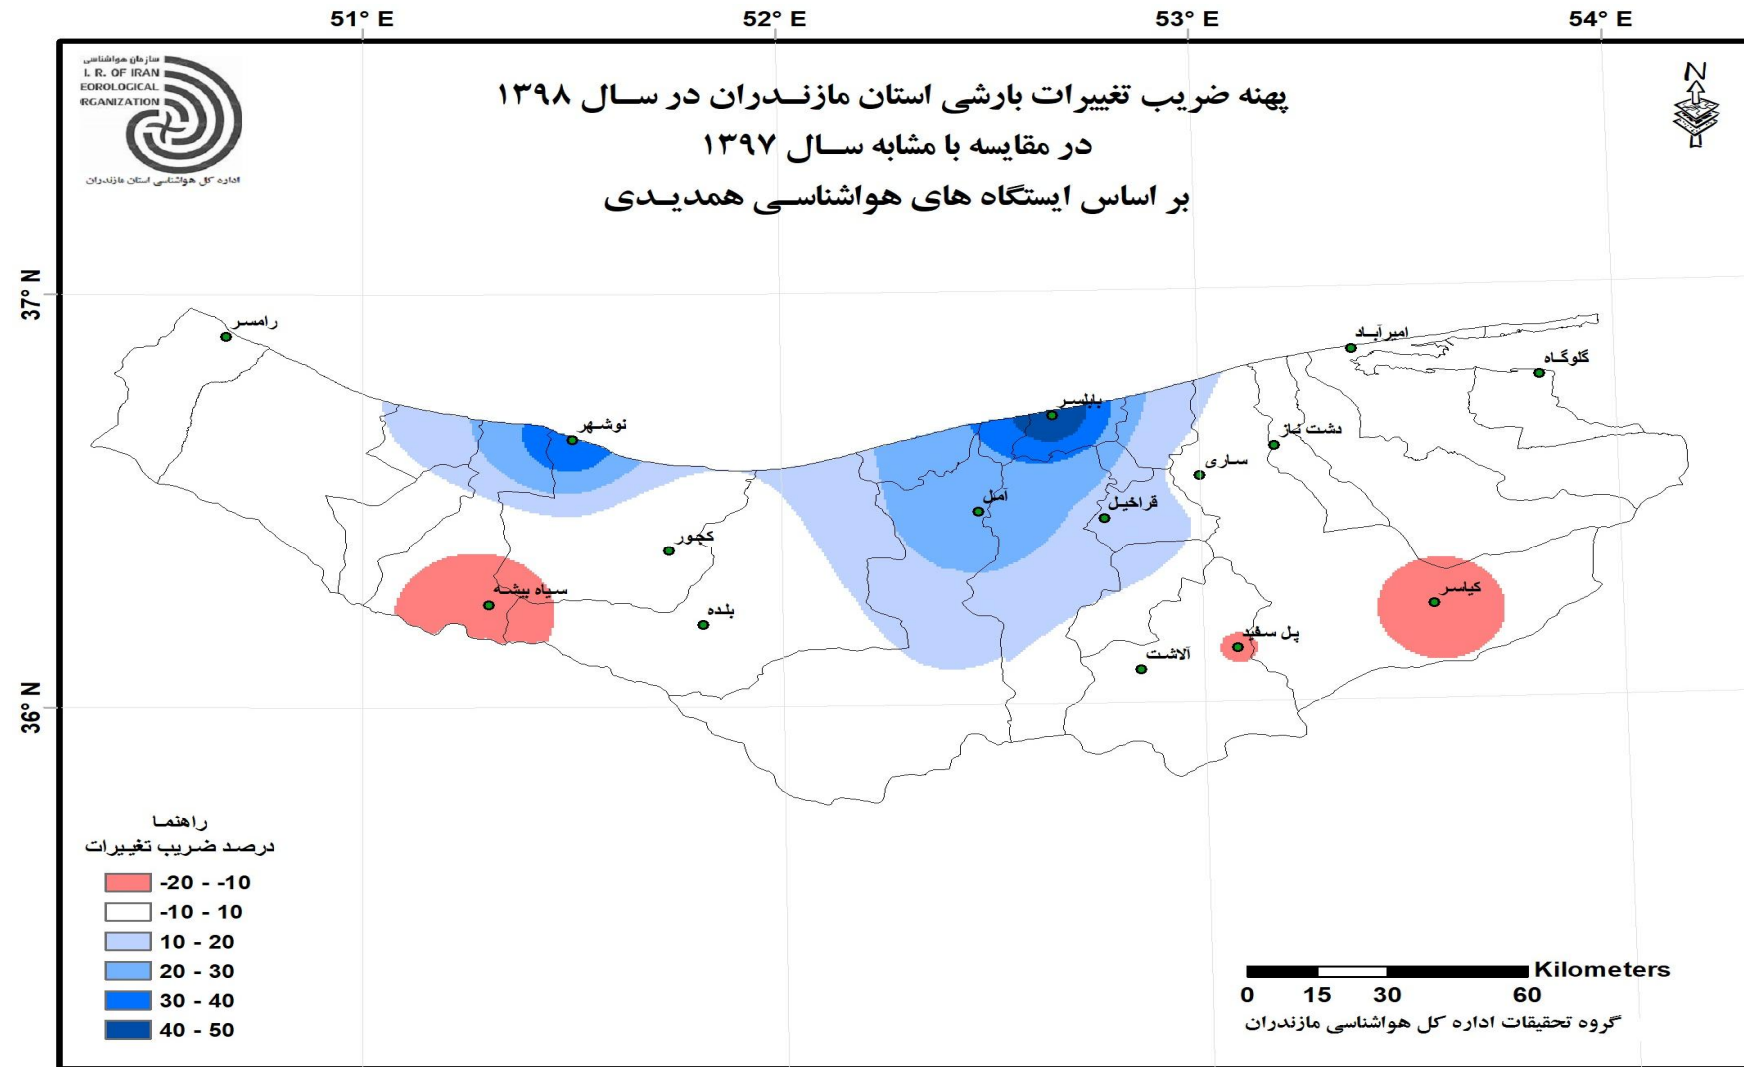 51° E
52° E
53° E
54° E
سازمان هواشناسی
I. R. OF IRAN
EOROLOGICAL
RGANIZATION
اداره کل هواشناسی استان مازندران
پهنه ضریب تغییرات بارشی استان مازنــدران در ســال ۱۳۹۸
در مقایسه با مشابه ســال ۱۳۹۷
بر اساس ایستگاه های هواشناسـی همدیـدی
N
37° N
36° N
رامسر
نوشهر
کجور
سیاه بیشه
بلده
بابلسر
آمل
قراخیل
ساری
دشت ناز
امیرآباد
گلوگاه
کیاسر
پل سفید
آلاشت
راهنمـا
درصد ضریب تغییرات
-20 - -10
-10 - 10
10 - 20
20 - 30
30 - 40
40 - 50
Kilometers
0 15 30 60
گروه تحقیقات اداره کل هواشناسی مازندران